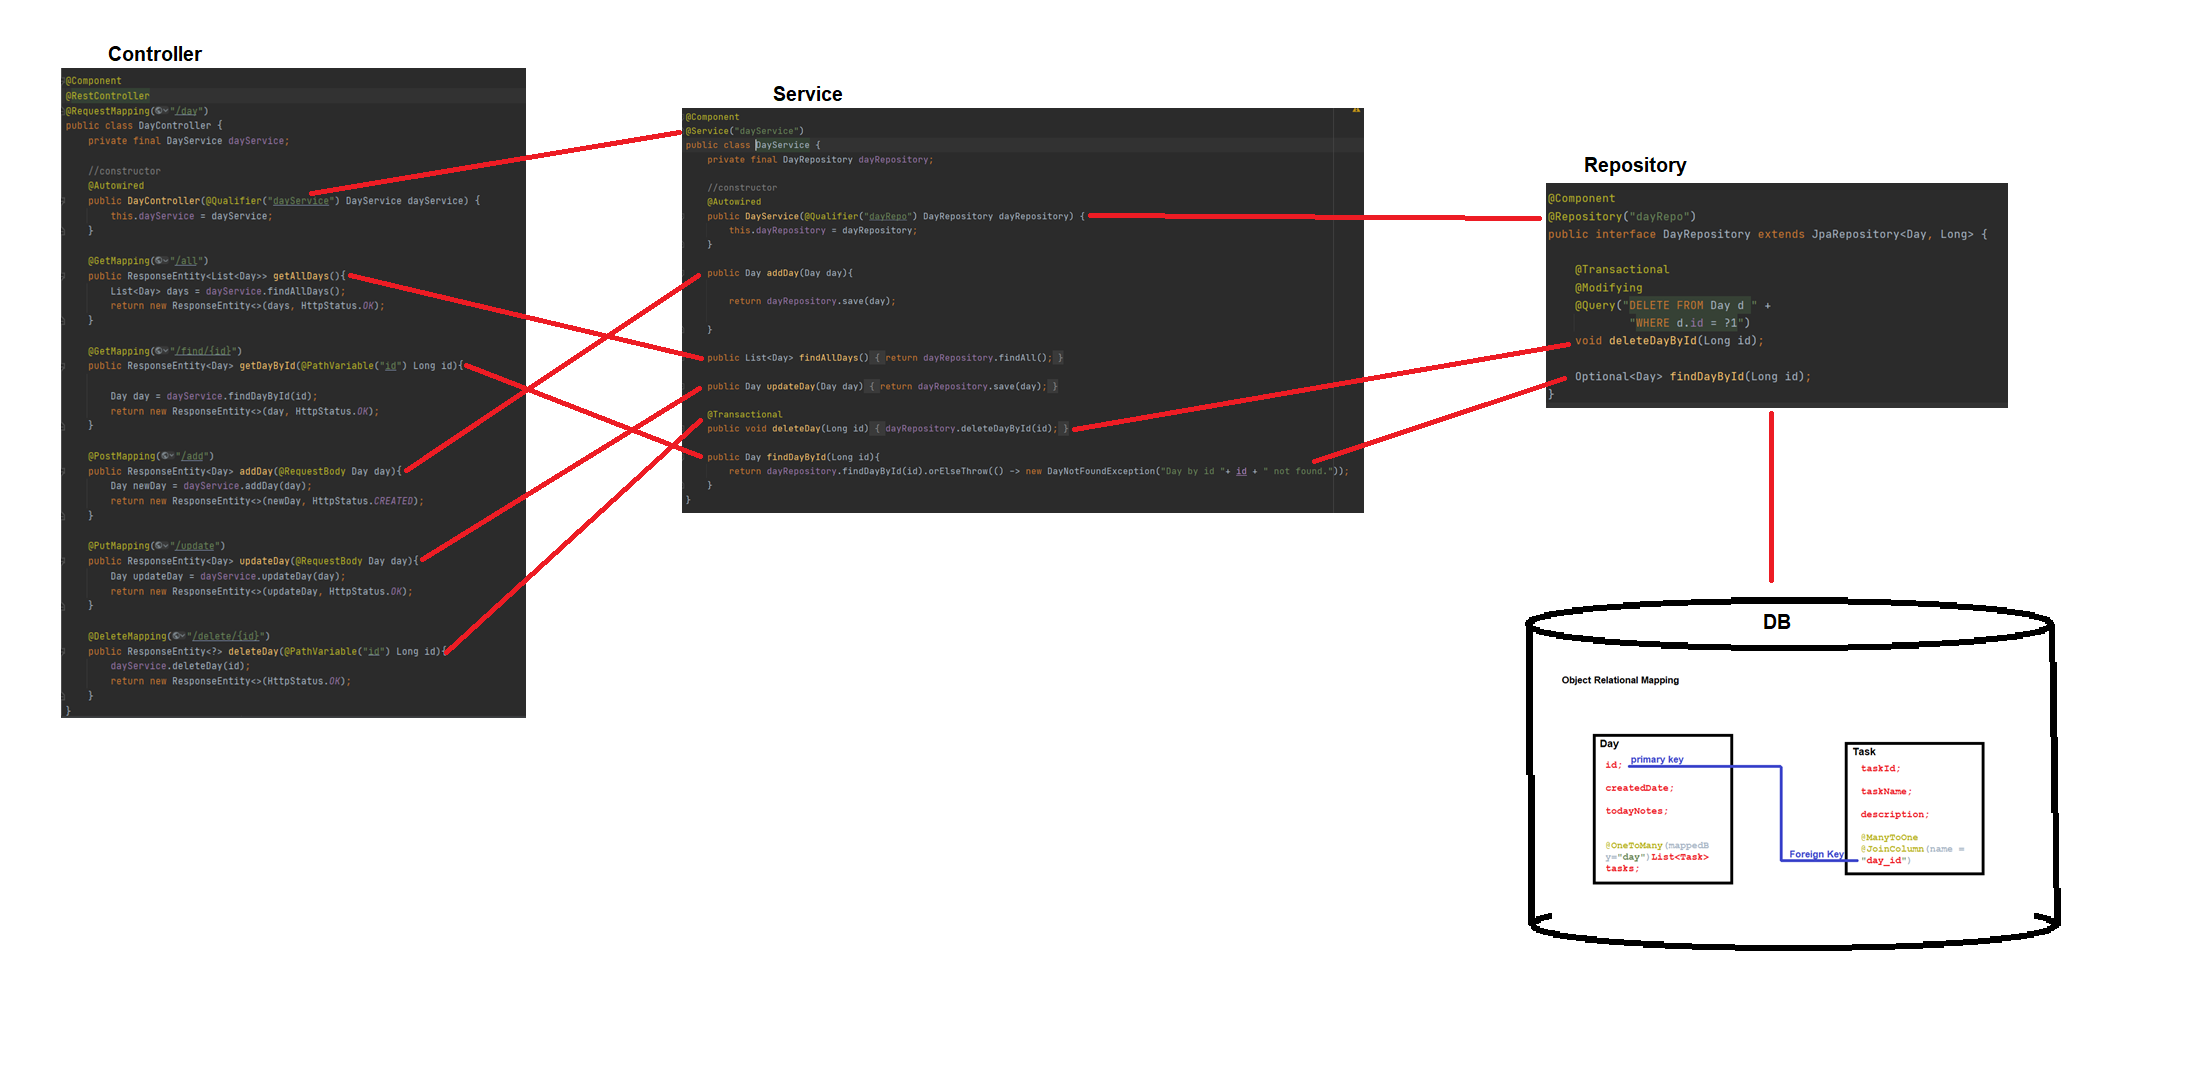 Controller
@Component
@RestController
@RequestMapping("/day")
public class DayController {
private final DayService dayService;
//constructor
@Autowired
public DayController(@Qualifier("dayService") DayService dayService) {
this.dayService = dayService;
}
@GetMapping("/all")
public ResponseEntity<List<Day>> getAllDays(){
List<Day> days = dayService.findAllDays();
return new ResponseEntity<>(days, HttpStatus.OK);
}
@GetMapping("/find/{id}")
public ResponseEntity<Day> getDayById(@PathVariable("id") Long id){
Day day = dayService.findDayById(id);
return new ResponseEntity<>(day, HttpStatus.OK);
}
@PostMapping("/add")
public ResponseEntity<Day> addDay(@RequestBody Day day){
Day newDay = dayService.addDay(day);
return new ResponseEntity<>(newDay, HttpStatus.CREATED);
}
@PutMapping("/update")
public ResponseEntity<Day> updateDay(@RequestBody Day day){
Day updateDay = dayService.updateDay(day);
return new ResponseEntity<>(updateDay, HttpStatus.OK);
}
@DeleteMapping("/delete/{id}")
public ResponseEntity<?> deleteDay(@PathVariable("id") Long id){
dayService.deleteDay(id);
return new ResponseEntity<>(HttpStatus.OK);
}
}
Service
@Component
@Service("dayService")
public class DayService {
private final DayRepository dayRepository;
//constructor
@Autowired
public DayService(@Qualifier("dayRepo") DayRepository dayRepository) {
this.dayRepository = dayRepository;
}
public Day addDay(Day day){
return dayRepository.save(day);
}
public List<Day> findAllDays() { return dayRepository.findAll(); }
public Day updateDay(Day day) { return dayRepository.save(day); }
@Transactional
public void deleteDay(Long id) { dayRepository.deleteDayById(id); }
public Day findDayById(Long id){
return dayRepository.findDayById(id).orElseThrow(() -> new DayNotFoundException("Day by id "+ id + " not found."));
}
}
Repository
@Component
@Repository("dayRepo")
public interface DayRepository extends JpaRepository<Day, Long> {
@Transactional
@Modifying
@Query("DELETE FROM Day d " +
"WHERE d.id = ?1")
void deleteDayById(Long id);
Optional<Day> findDayById(Long id);
}
DB
Object Relational Mapping
Day
id; primary key
createdDate;
todayNotes;
@OneToMany(mappedB
y="day")List<Task>
tasks;
Task
taskId;
taskName;
description;
@ManyToOne
@JoinColumn(name =
"day_id")
Foreign Key